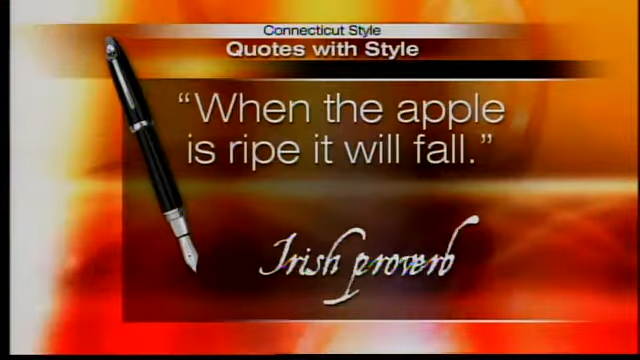 Connecticut Style
Quotes with Style
“When the apple
is ripe it will fall.”
Irish proverb